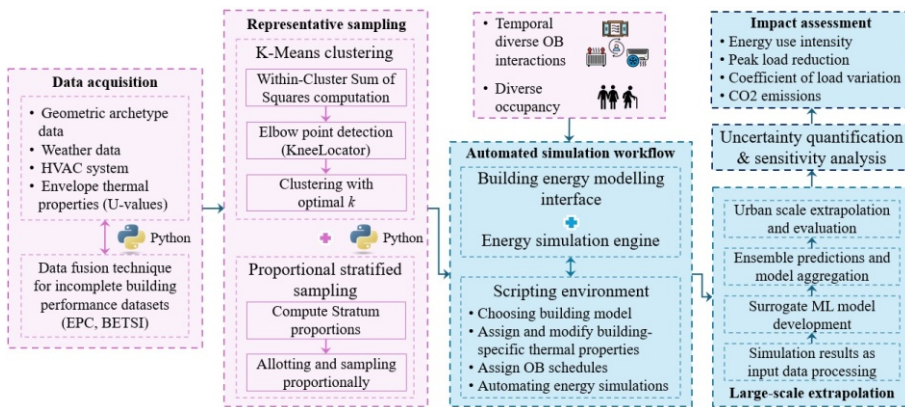 Data acquisition
• Geometric archetype
data
• Weather data
• HVAC system
• Envelope thermal
properties (U-values)
Python
Data fusion technique
for incomplete building
performance datasets
(EPC, BETSI)
Representative sampling
K-Means clustering
Within-Cluster Sum of
Squares computation
Elbow point detection
(KneeLocator)
Clustering with
optimal k
+
Python
Proportional stratified
sampling
Compute Stratum
proportions
Allotting and sampling
proportionally
• Temporal
diverse OB
interactions
• Diverse
occupancy
Automated simulation workflow
Building energy modelling
interface
+
Energy simulation engine
Scripting environment
• Choosing building model
• Assign and modify building-
specific thermal properties
• Assign OB schedules
• Automating energy simulations
Impact assessment
• Energy use intensity
• Peak load reduction
• Coefficient of load variation
• CO2 emissions
Uncertainty quantification
& sensitivity analysis
Urban scale extrapolation
and evaluation
Ensemble predictions and
model aggregation
Surrogate ML model
development
Simulation results as
input data processing
Large-scale extrapolation